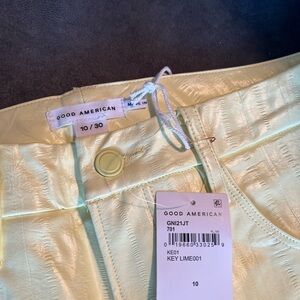 GOOD AMERICAN
10 / 30
GOOD AMERICAN
GNI21JT
701
KE01
KEY LIME001
10